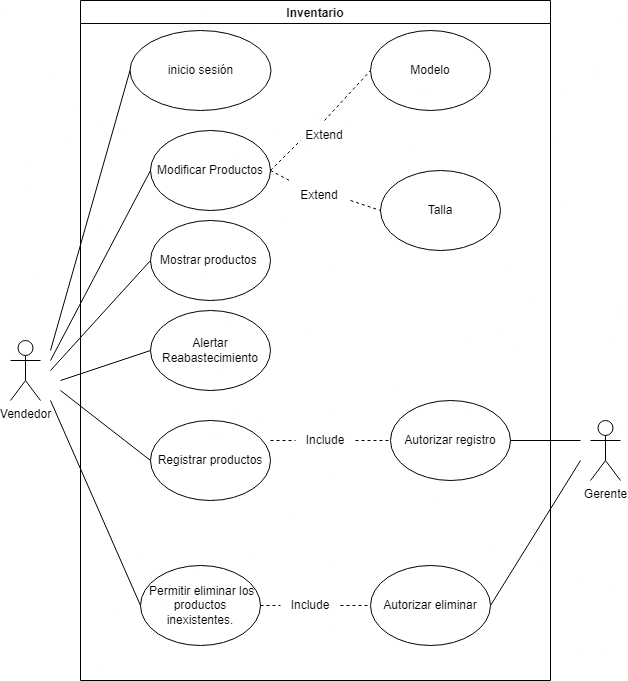 Inventario
inicio sesión
Modelo
Extend
Modificar Productos
Extend
Talla
Mostrar productos
Alertar
Reabastecimiento
Vendedor
Registrar productos
Include
Autorizar registro
Gerente
Permitir eliminar los
productos
inexistentes.
Include
Autorizar eliminar